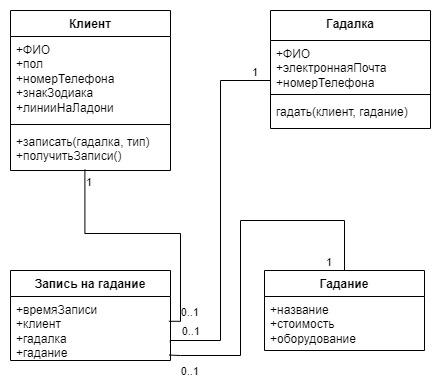 Клиент
+ФИО
+пол
+номерТелефона
+знакЗодиака
+линииНаЛадони
+записать(гадалка, тип)
+получитьЗаписи()
Гадалка
+ФИО
+электроннаяПочта
+номерТелефона
гадать(клиент, гадание)
1
1
Запись на гадание
+времяЗаписи
+клиент
+гадалка
+гадание
0..1
0..1
0..1
1
Гадание
+название
+стоимость
+оборудование